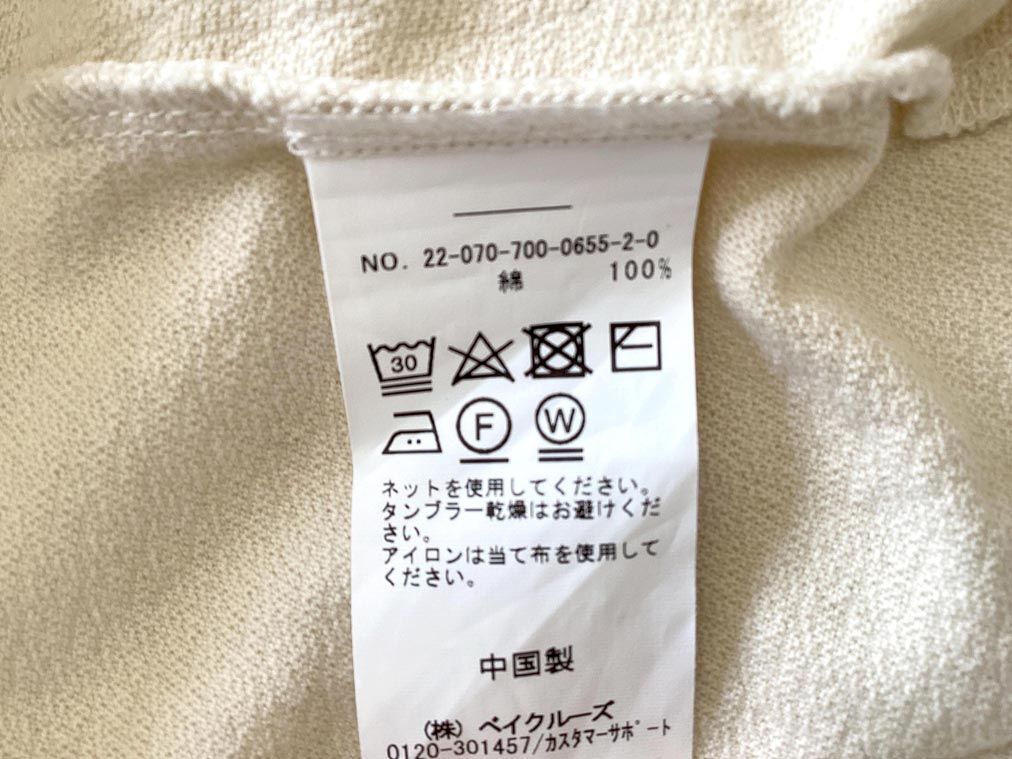 NO. 22-070-700-0655-2-0
綿 100%
30
F W
ネットを使用してください。
タンブラー乾燥はお避けくだ
さい。
アイロンは当て布を使用して
ください。
中国製
(株) ベイクルーズ
0120-301457/カスタマーサポート